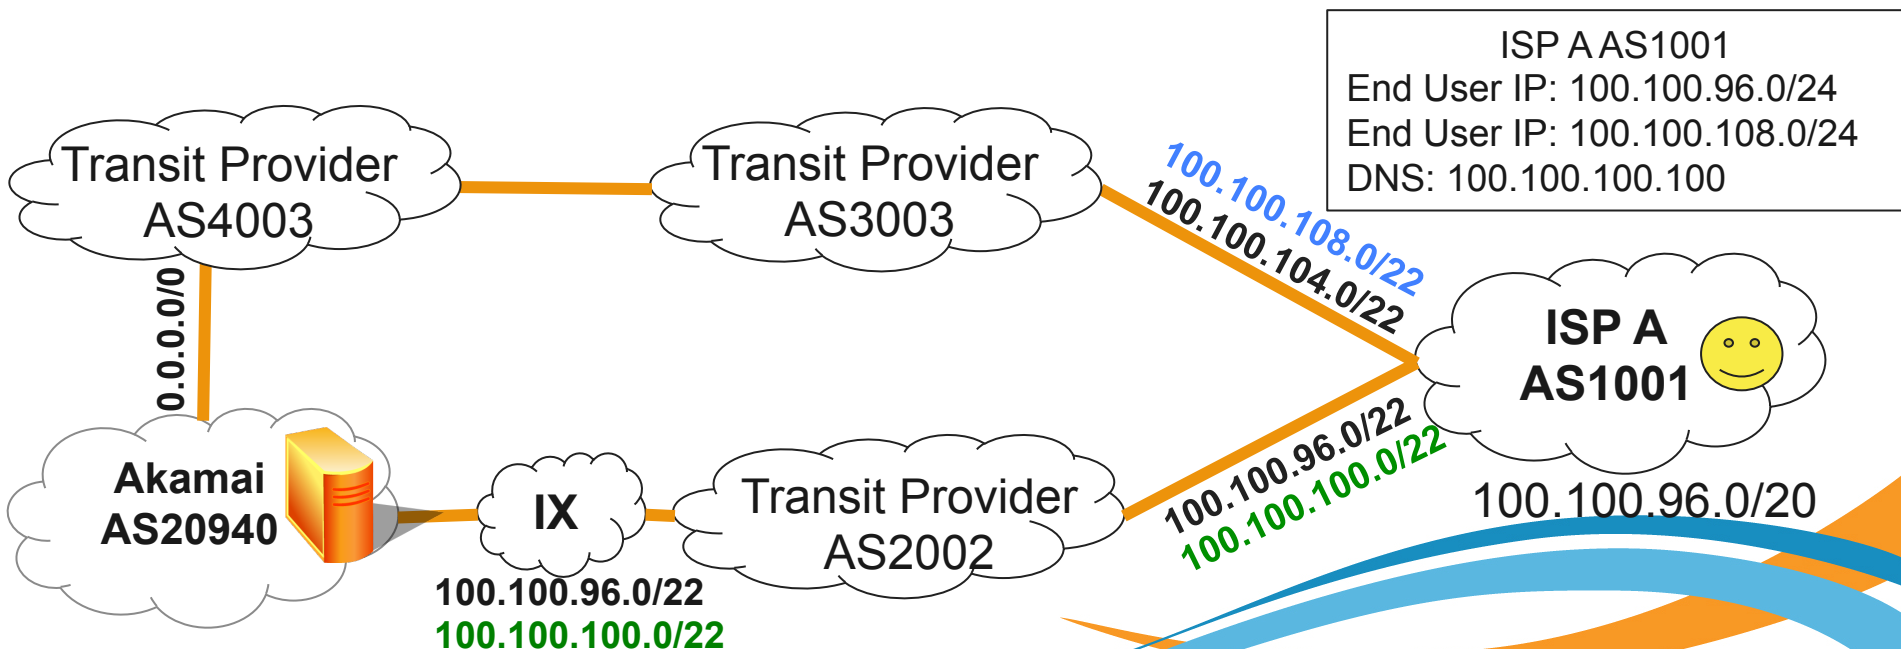 ISP A AS1001
End User IP: 100.100.96.0/24
End User IP: 100.100.108.0/24
DNS: 100.100.100.100
Transit Provider
AS4003
Transit Provider
AS3003
100.100.108.0/22
100.100.104.0/22
0.0.0.0/0
ISP A
AS1001
100.100.96.0/20
Akamai
AS20940
IX
Transit Provider
AS2002
100.100.96.0/22
100.100.100.0/22
100.100.96.0/22
100.100.100.0/22